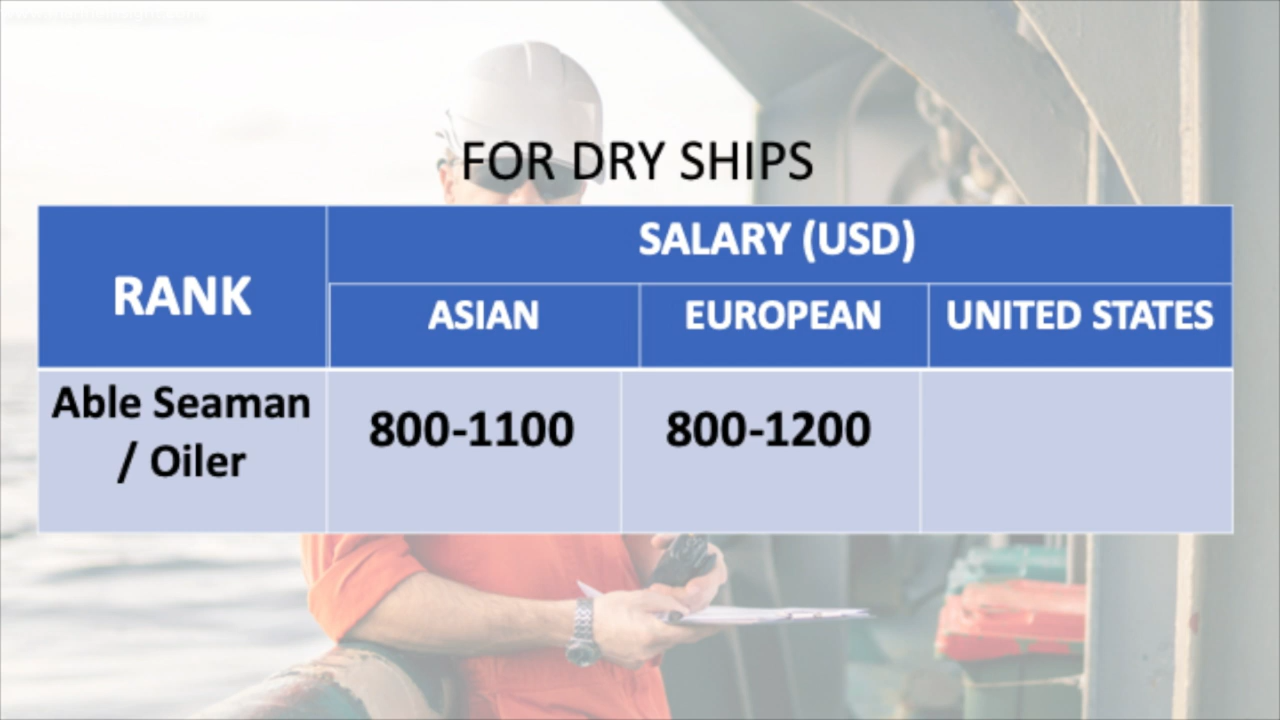 FOR DRY SHIPS
RANK
SALARY (USD)
ASIAN EUROPEAN UNITED STATES
Able Seaman
/ Oiler
800-1100 800-1200